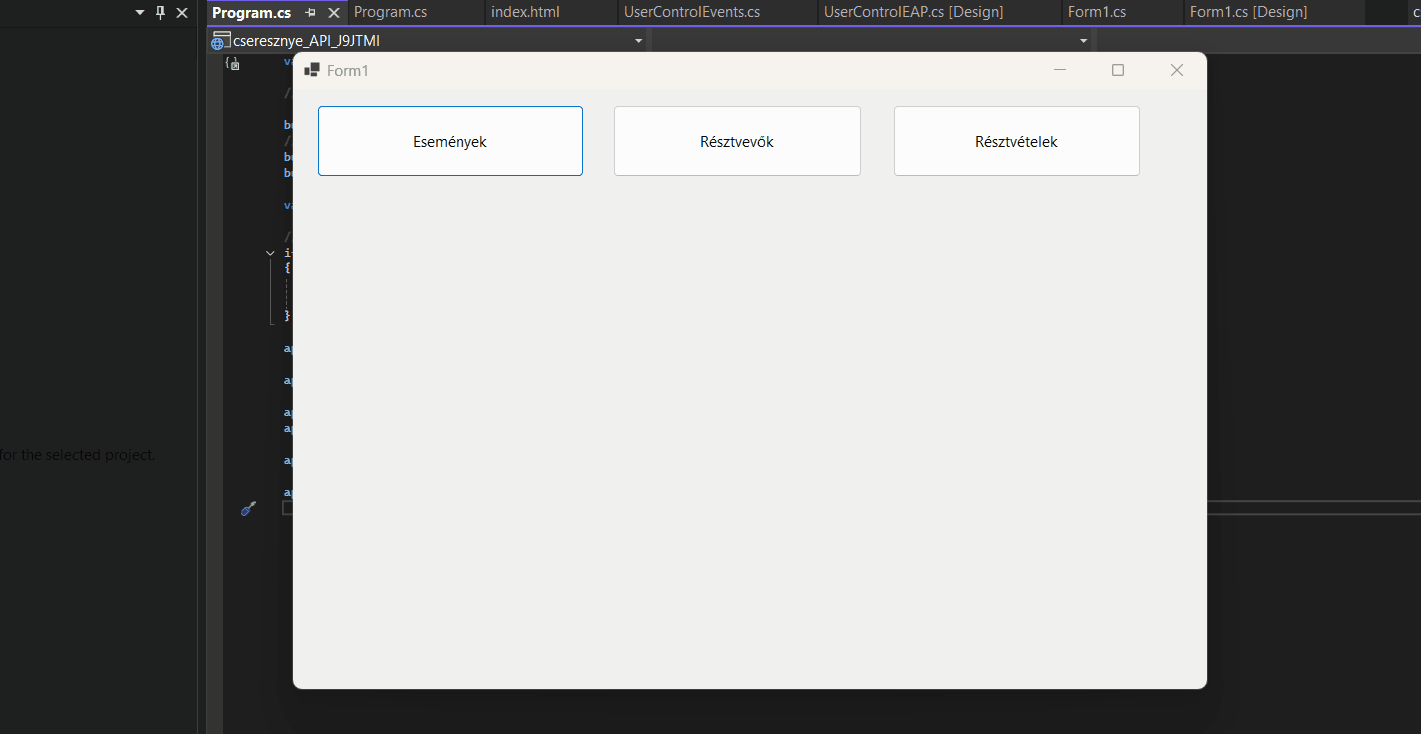 Program.cs
Program.cs
index.html
UserControlEvents.cs
UserControlEAP.cs [Design]
Form1.cs
Form1.cs [Design]
cseresznye_API_J9JTMI
Form1
Események
Résztvevők
Résztvételek
for the selected project.